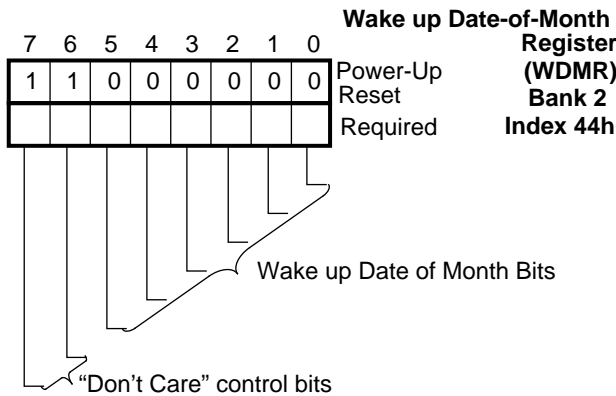 Wake up Date-of-Month
7 6 5 4 3 2 1 0
Register
1 1 0 0 0 0 0 0
Power-Up
Reset
(WDMR)
Bank 2
Required
Index 44h
Wake up Date of Month Bits
“Don’t Care” control bits